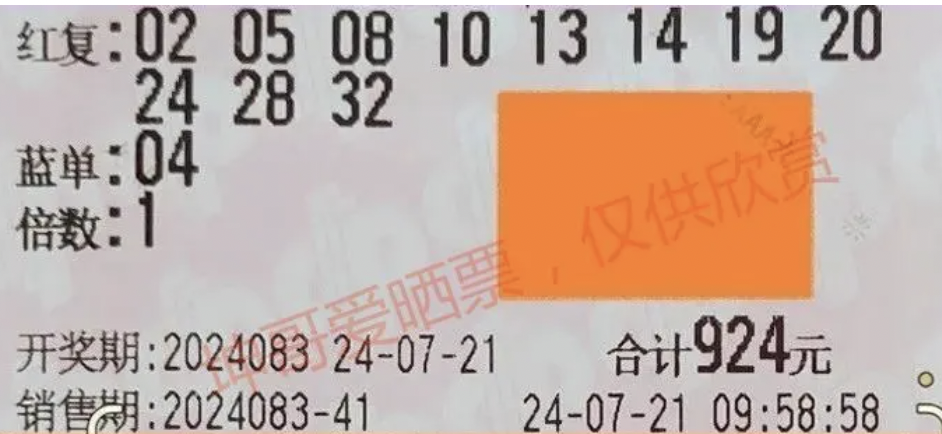 红复:02 05 08 10 13 14 19 20
24 28 32
蓝单:04
倍数:1
坤哥爱晒票，仅供欣赏
开奖期:2024083 24-07-21 合计924元
销售期:2024083-41 24-07-21 09:58:58